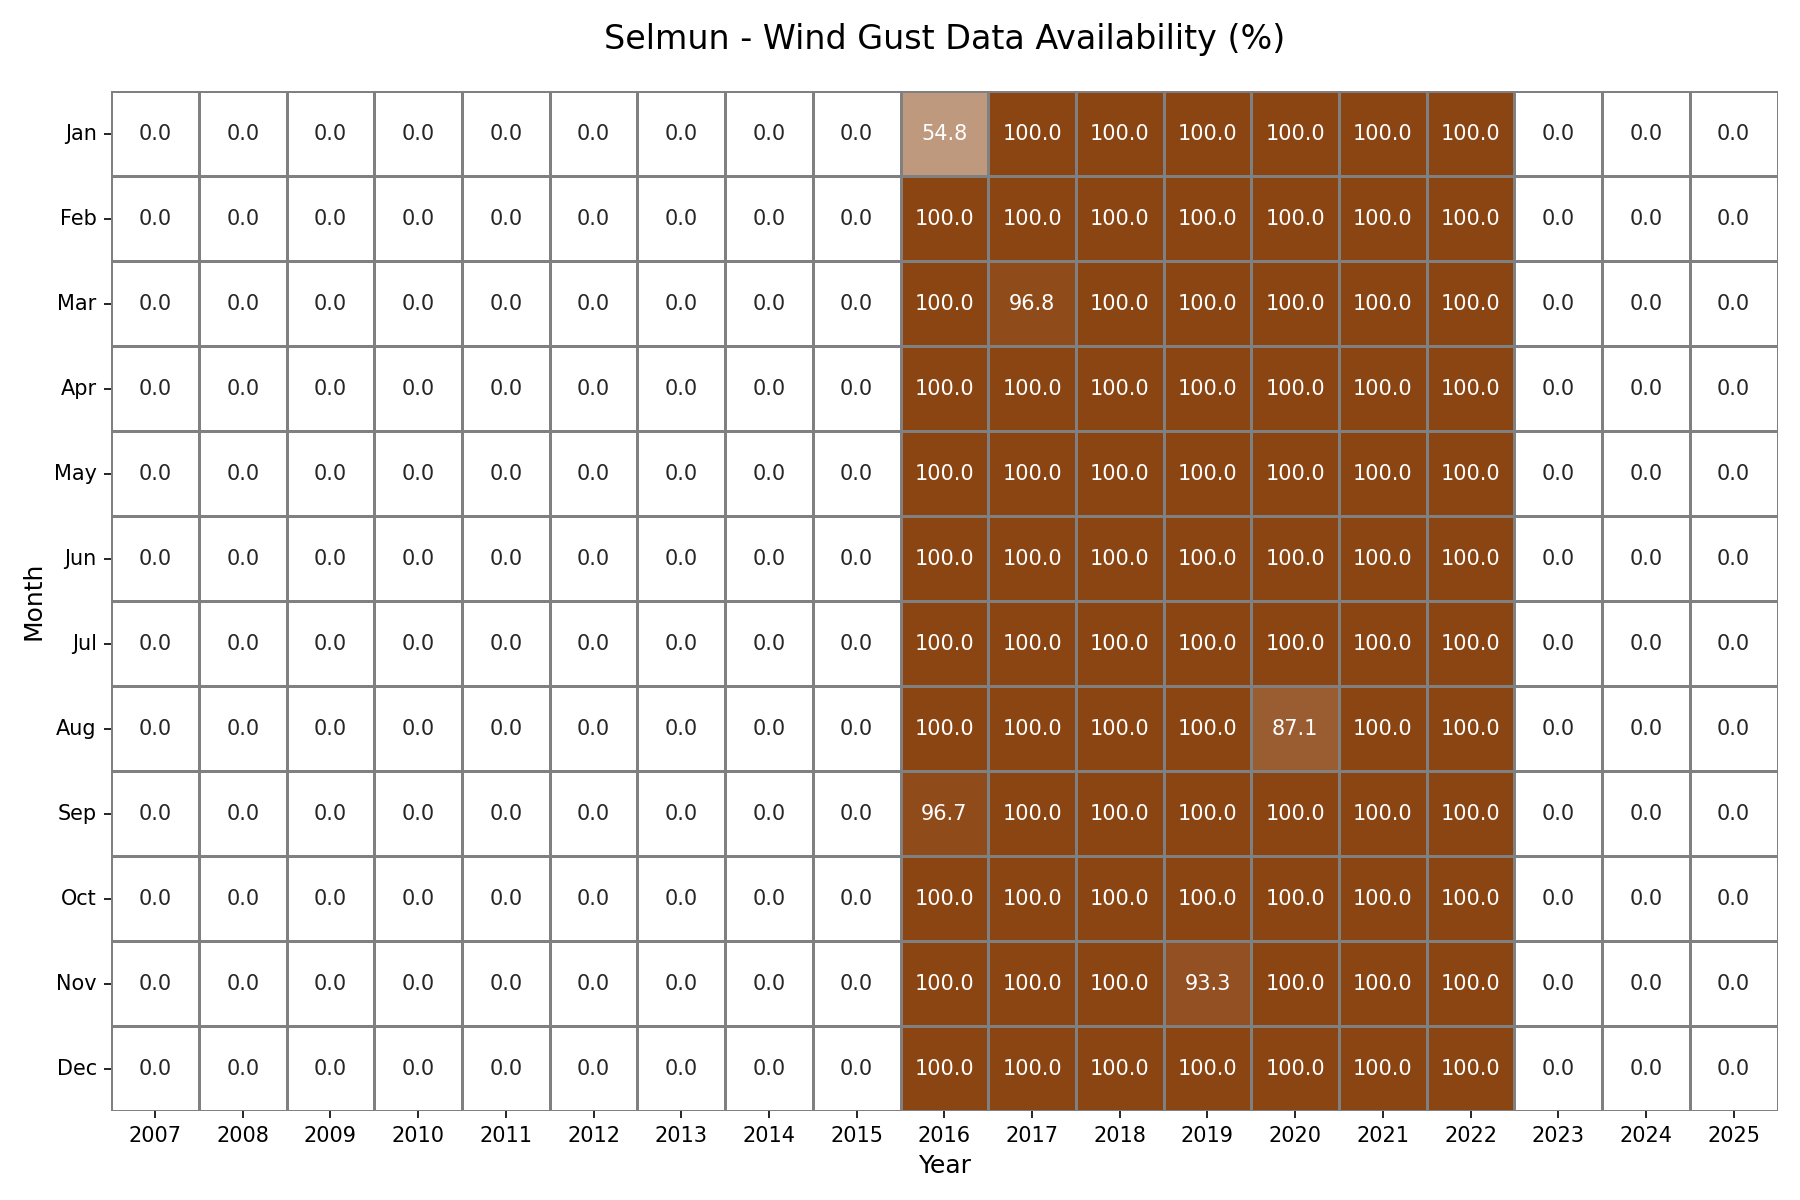 Selmun - Wind Gust Data Availability (%)
Jan 0.0 0.0 0.0 0.0 0.0 0.0 0.0 0.0 0.0 54.8 100.0 100.0 100.0 100.0 100.0 100.0 0.0 0.0 0.0
Feb 0.0 0.0 0.0 0.0 0.0 0.0 0.0 0.0 0.0 100.0 100.0 100.0 100.0 100.0 100.0 100.0 0.0 0.0 0.0
Mar 0.0 0.0 0.0 0.0 0.0 0.0 0.0 0.0 0.0 100.0 96.8 100.0 100.0 100.0 100.0 100.0 0.0 0.0 0.0
Apr 0.0 0.0 0.0 0.0 0.0 0.0 0.0 0.0 0.0 100.0 100.0 100.0 100.0 100.0 100.0 100.0 0.0 0.0 0.0
May 0.0 0.0 0.0 0.0 0.0 0.0 0.0 0.0 0.0 100.0 100.0 100.0 100.0 100.0 100.0 100.0 0.0 0.0 0.0
Jun 0.0 0.0 0.0 0.0 0.0 0.0 0.0 0.0 0.0 100.0 100.0 100.0 100.0 100.0 100.0 100.0 0.0 0.0 0.0
Month
Jul 0.0 0.0 0.0 0.0 0.0 0.0 0.0 0.0 0.0 100.0 100.0 100.0 100.0 100.0 100.0 100.0 0.0 0.0 0.0
Aug 0.0 0.0 0.0 0.0 0.0 0.0 0.0 0.0 0.0 100.0 100.0 100.0 100.0 87.1 100.0 100.0 0.0 0.0 0.0
Sep 0.0 0.0 0.0 0.0 0.0 0.0 0.0 0.0 0.0 96.7 100.0 100.0 100.0 100.0 100.0 100.0 0.0 0.0 0.0
Oct 0.0 0.0 0.0 0.0 0.0 0.0 0.0 0.0 0.0 100.0 100.0 100.0 100.0 100.0 100.0 100.0 0.0 0.0 0.0
Nov 0.0 0.0 0.0 0.0 0.0 0.0 0.0 0.0 0.0 100.0 100.0 100.0 93.3 100.0 100.0 100.0 0.0 0.0 0.0
Dec 0.0 0.0 0.0 0.0 0.0 0.0 0.0 0.0 0.0 100.0 100.0 100.0 100.0 100.0 100.0 100.0 0.0 0.0 0.0
2007 2008 2009 2010 2011 2012 2013 2014 2015 2016 2017 2018 2019 2020 2021 2022 2023 2024 2025
Year